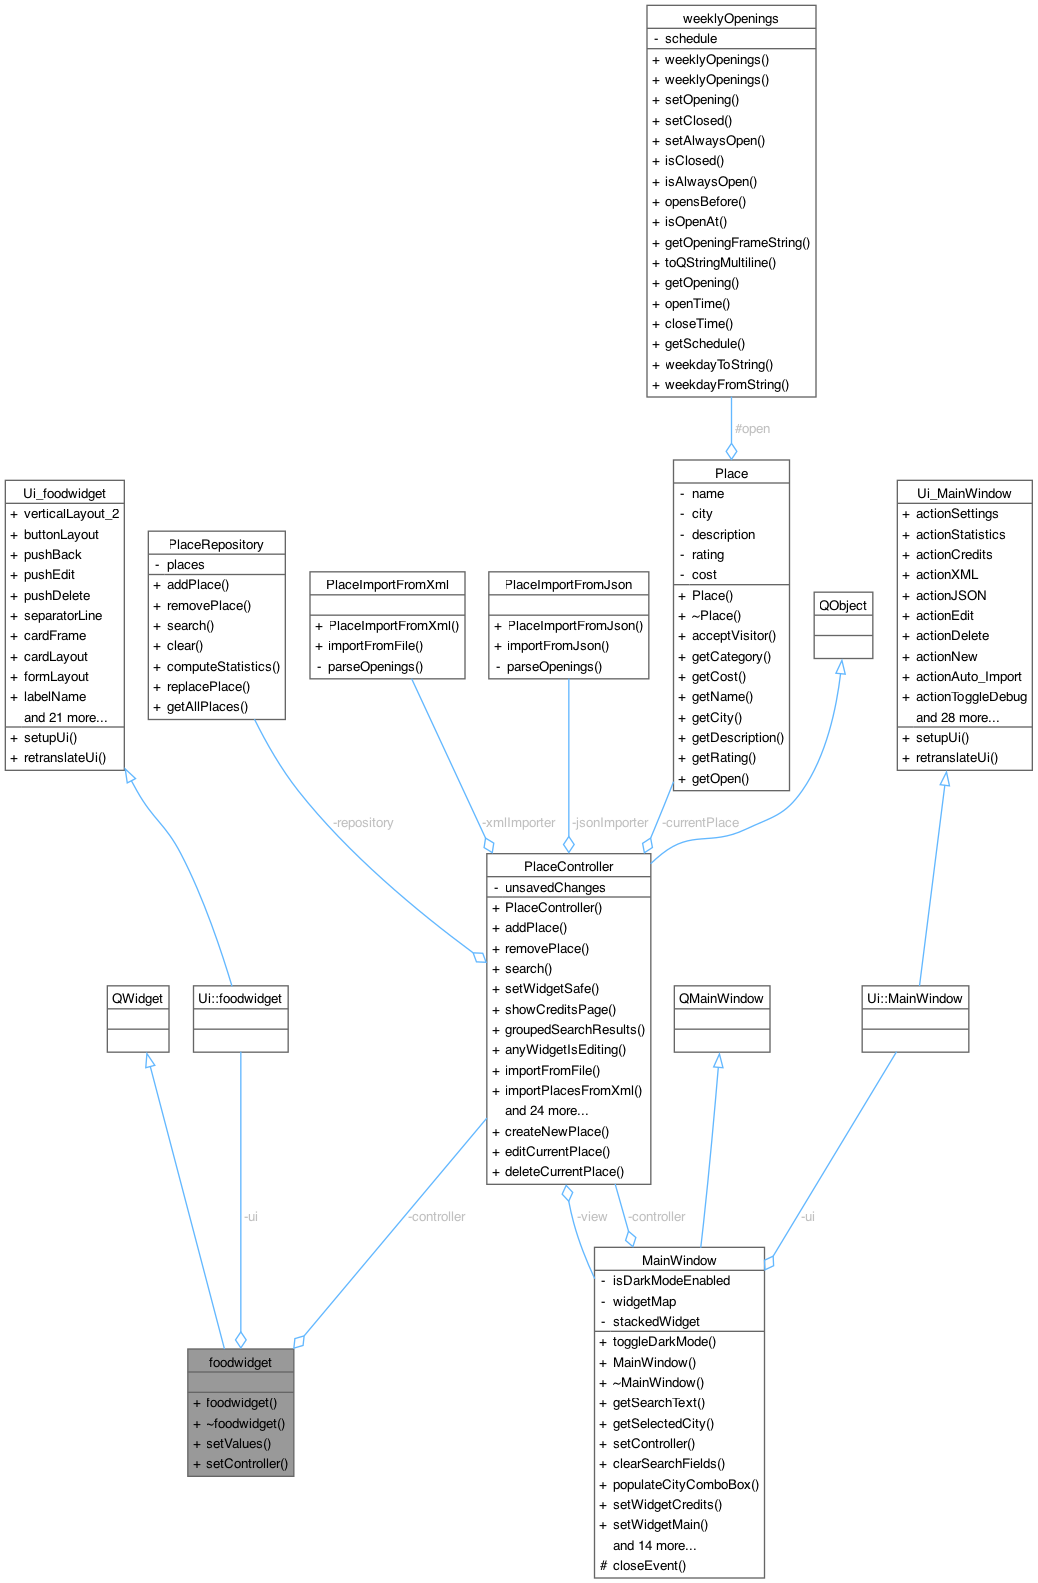 weeklyOpenings
- schedule
+ weeklyOpenings()
+ weeklyOpenings()
+ setOpening()
+ setClosed()
+ setAlwaysOpen()
+ isClosed()
+ isAlwaysOpen()
+ opensBefore()
+ isOpenAt()
+ getOpeningFrameString()
+ toQStringMultiline()
+ getOpening()
+ openTime()
+ closeTime()
+ getSchedule()
+ weekdayToString()
+ weekdayFromString()
#open
Ui_foodwidget
+ verticalLayout_2
+ buttonLayout
+ pushBack
+ pushEdit
+ pushDelete
+ separatorLine
+ cardFrame
+ cardLayout
+ formLayout
+ labelName
and 21 more...
+ setupUi()
+ retranslateUi()
PlaceRepository
- places
+ addPlace()
+ removePlace()
+ search()
+ clear()
+ computeStatistics()
+ replacePlace()
+ getAllPlaces()
PlaceImportFromXml
+ PlaceImportFromXml()
+ importFromFile()
- parseOpenings()
PlaceImportFromJson
+ PlaceImportFromJson()
+ importFromJson()
- parseOpenings()
Place
- name
- city
- description
- rating
- cost
+ Place()
+ ~Place()
+ acceptVisitor()
+ getCategory()
+ getCost()
+ getName()
+ getCity()
+ getDescription()
+ getRating()
+ getOpen()
QObject
Ui_MainWindow
+ actionSettings
+ actionStatistics
+ actionCredits
+ actionXML
+ actionJSON
+ actionEdit
+ actionDelete
+ actionNew
+ actionAuto_Import
+ actionToggleDebug
and 28 more...
+ setupUi()
+ retranslateUi()
-repository
-xmlImporter
-jsonImporter
-currentPlace
PlaceController
- unsavedChanges
+ PlaceController()
+ addPlace()
+ removePlace()
+ search()
+ setWidgetSafe()
+ showCreditsPage()
+ groupedSearchResults()
+ anyWidgetIsEditing()
+ importFromFile()
+ importPlacesFromXml()
and 24 more...
+ createNewPlace()
+ editCurrentPlace()
+ deleteCurrentPlace()
QWidget
Ui::foodwidget
QMainWindow
Ui::MainWindow
-ui
-controller
-view
-controller
-ui
foodwidget
+ foodwidget()
+ ~foodwidget()
+ setValues()
+ setController()
MainWindow
- isDarkModeEnabled
- widgetMap
- stackedWidget
+ toggleDarkMode()
+ MainWindow()
+ ~MainWindow()
+ getSearchText()
+ getSelectedCity()
+ setController()
+ clearSearchFields()
+ populateCityComboBox()
+ setWidgetCredits()
+ setWidgetMain()
and 14 more...
# closeEvent()